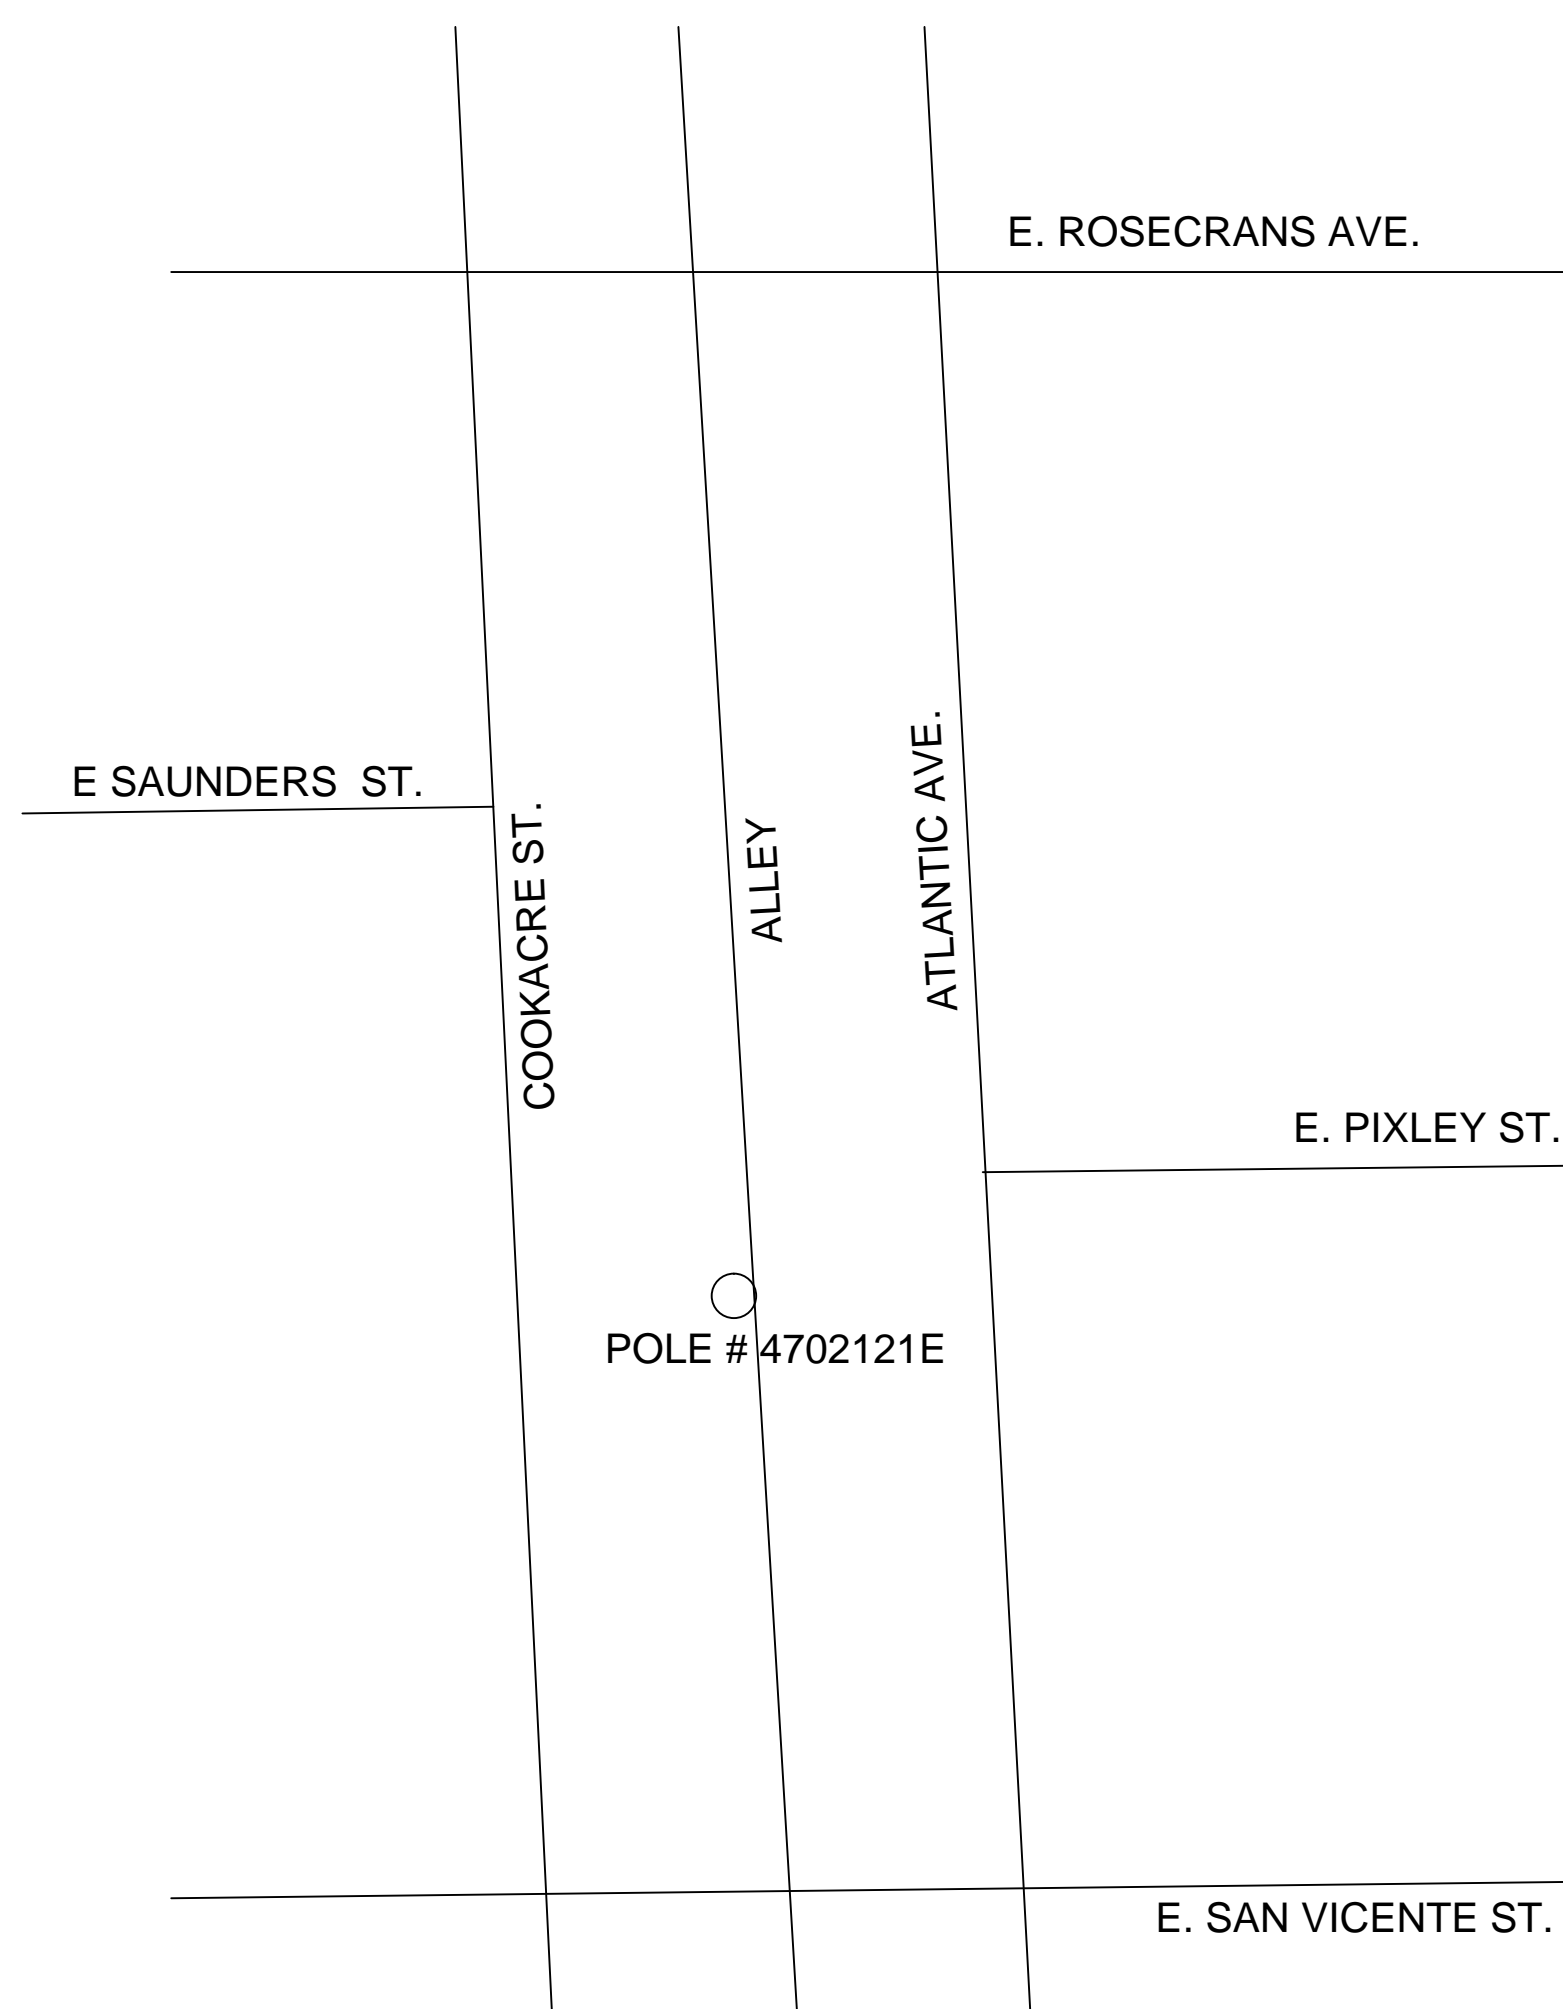 E. ROSECRANS AVE.
E SAUNDERS  ST.
COOKACRE ST.
ALLEY
ATLANTIC AVE.
E. PIXLEY ST.
POLE # 4702121E
E. SAN VICENTE ST.